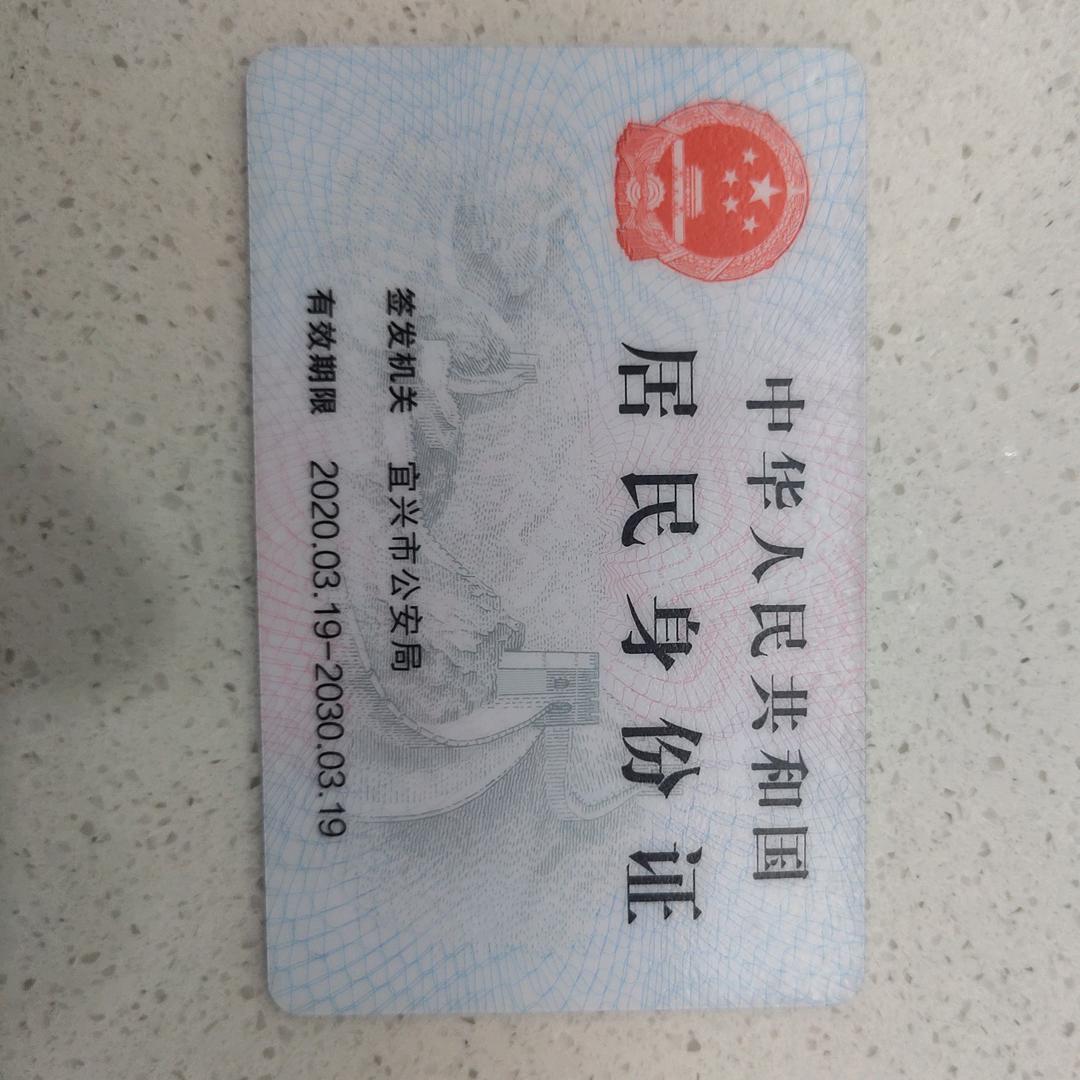 中华人民共和国
居民身份证
签发机关 宜兴市公安局
有效期限 2020.03.19-2030.03.19